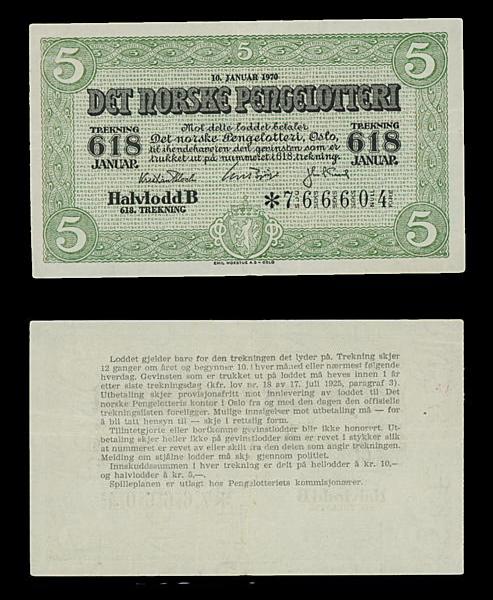 5 5 5
10. JANUAR 1970
DET NORSKE PENGELOTTERI
TREKNING 618 JANUAR.
Mot dette loddet betaler
Det norske Pengelotteri, Oslo,
til ihendehaveren den gevinsten som er
trukket ut på nummeret i 618. trekning.
TREKNING 618 JANUAR.
Halvlodd B
618. TREKNING
*76604
5 5
EMIL MOESTUE A.S - OSLO
Loddet gjelder bare for den trekningen det lyder på. Trekning skjer
12 ganger om året og begynner 10. i hver måned eller nærmest følgende
hverdag. Gevinsten som er trukket ut på loddet må heves innen 1 år
etter siste trekningsdag (kfr. lov nr. 18 av 17. juli 1925, paragraf 3).
Utbetaling skjer provisjonsfritt mot innlevering av loddet til Det
norske Pengelotteris kontor i Oslo fra og med den dagen den offisielle
trekningslisten foreligger. Mulige innsigelser mot utbetaling må — for
å bli tatt hensyn til — skje i rettslig form.
Tilintetgjorte eller bortkomne gevinstlodder blir ikke honorert. Ut-
betaling skjer heller ikke på gevinstlodder som er revet i stykker slik
at nummeret er revet av eller skilt fra den delen som angir trekningen.
Melding om stjålne lodder må skje gjennom politiet.
Innskuddssummen i hver trekning er delt på hellodder à kr. 10,—
og halvlodder à kr. 5,—.
Spilleplanen er utlagt hos Pengelotteriets kommisjonærer.